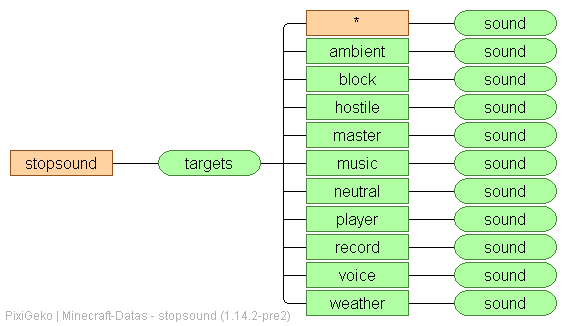 * sound
ambient sound
block sound
hostile sound
master sound
stopsound targets music sound
neutral sound
player sound
record sound
voice sound
weather sound
PixiGeko | Minecraft-Datas - stopsound (1.14.2-pre2)